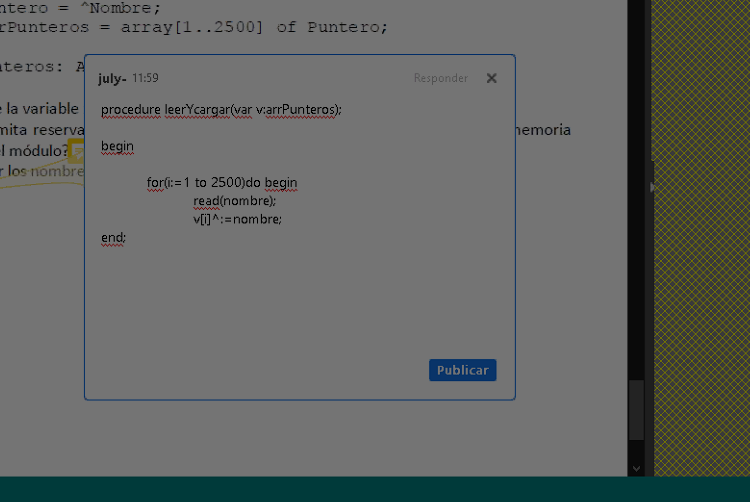 ntero = ^Nombre;
rPunteros = array[1..2500] of Puntero;
nteros: A
e la variable
mita reserva
nemoria
el módulo?
r los nombre
july- 11:59
Responder
procedure leerYcargar(var v:arrPunteros);
begin
for(i:=1 to 2500)do begin
read(nombre);
v[i]^:=nombre;
end;
Publicar